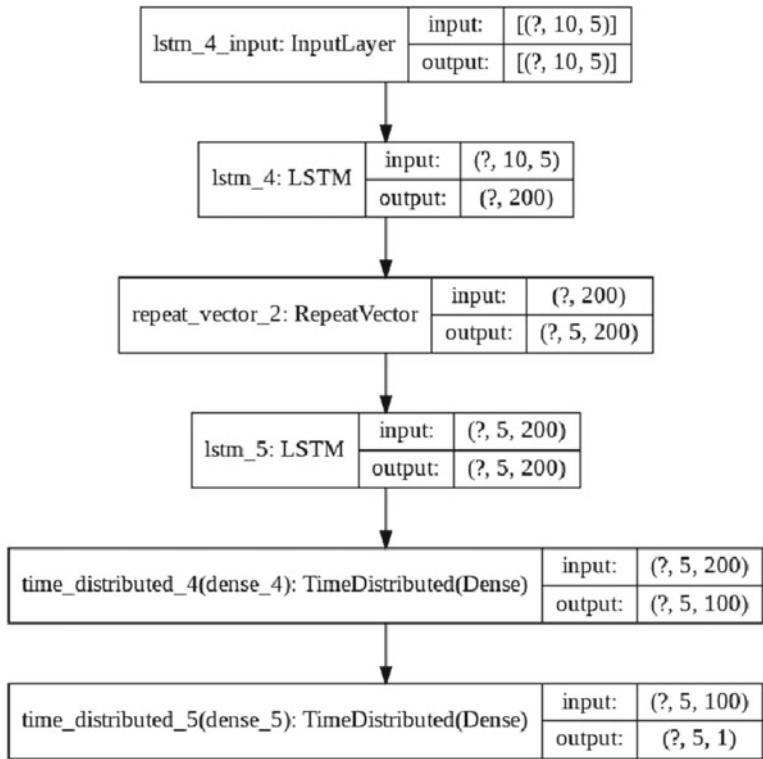 lstm_4_input: InputLayer
input: [(?, 10, 5)]
output: [(?, 10, 5)]
lstm_4: LSTM
input: (?, 10, 5)
output: (?, 200)
repeat_vector_2: RepeatVector
input: (?, 200)
output: (?, 5, 200)
lstm_5: LSTM
input: (?, 5, 200)
output: (?, 5, 200)
time_distributed_4(dense_4): TimeDistributed(Dense)
input: (?, 5, 200)
output: (?, 5, 100)
time_distributed_5(dense_5): TimeDistributed(Dense)
input: (?, 5, 100)
output: (?, 5, 1)